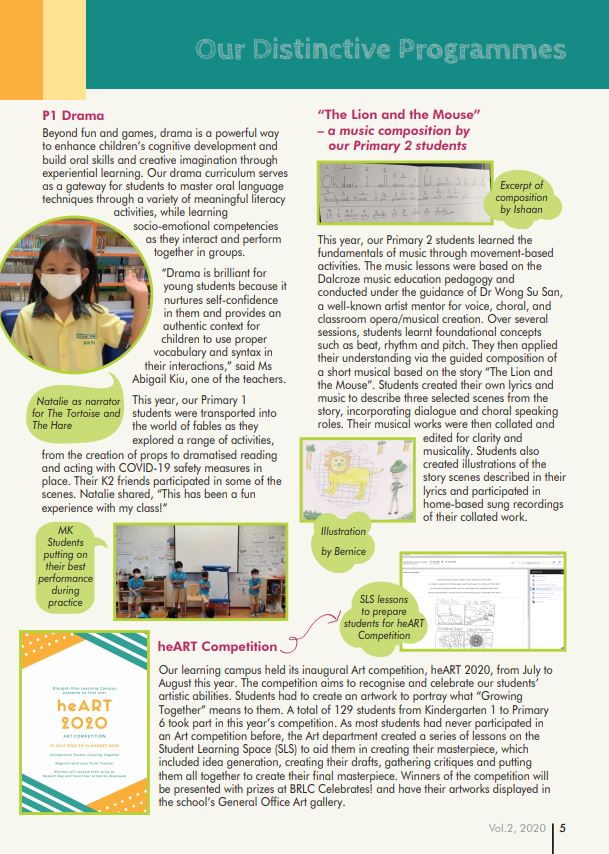 Our Distinctive Programmes
P1 Drama
Beyond fun and games, drama is a powerful way
to enhance children's cognitive development and
build oral skills and creative imagination through
experiential learning. Our drama curriculum serves
as a gateway for students to master oral language
techniques through a variety of meaningful literacy
activities, while learning
socio-emotional competencies
as they interact and perform
together in groups.
"Drama is brilliant for
young students because it
nurtures self-confidence
in them and provides an
authentic context for
children to use proper
vocabulary and syntax in
their interactions," said Ms
Abigail Kiu, one of the teachers.
Natalie as narrator
for The Tortoise and
The Hare
This year, our Primary 1
students were transported into
the world of fables as they
explored a range of activities,
from the creation of props to dramatised reading
and acting with COVID-19 safety measures in
place. Their K2 friends participated in some of the
scenes. Natalie shared, "This has been a fun
experience with my class!"
MK
Students
putting on
their best
performance
during
practice
"The Lion and the Mouse"
– a music composition by
our Primary 2 students
Excerpt of
composition
by Ishaan
This year, our Primary 2 students learned the
fundamentals of music through movement-based
activities. The music lessons were based on the
Dalcroze music education pedagogy and
conducted under the guidance of Dr Wong Su San,
a well-known artist mentor for voice, choral, and
classroom opera/musical creation. Over several
sessions, students learnt foundational concepts
such as beat, rhythm and pitch. They then applied
their understanding via the guided composition of
a short musical based on the story "The Lion and
the Mouse". Students created their own lyrics and
music to describe three selected scenes from the
story, incorporating dialogue and choral speaking
roles. Their musical works were then collated and
edited for clarity and
musicality. Students also
created illustrations of the
story scenes described in their
lyrics and participated in
home-based sung recordings
of their collated work.
Illustration
by Bernice
SLS lessons
to prepare
students for heART
Competition
heART Competition
Our learning campus held its inaugural Art competition, heART 2020, from July to
August this year. The competition aims to recognise and celebrate our students'
artistic abilities. Students had to create an artwork to portray what "Growing
Together" means to them. A total of 129 students from Kindergarten 1 to Primary
6 took part in this year's competition. As most students had never participated in
an Art competition before, the Art department created a series of lessons on the
Student Learning Space (SLS) to aid them in creating their masterpiece, which
included idea generation, creating their drafts, gathering critiques and putting
them all together to create their final masterpiece. Winners of the competition will
be presented with prizes at BRLC Celebrates! and have their artworks displayed in
the school's General Office Art gallery.
heART
2020
ART COMPETITION
Vol.2, 2020 5